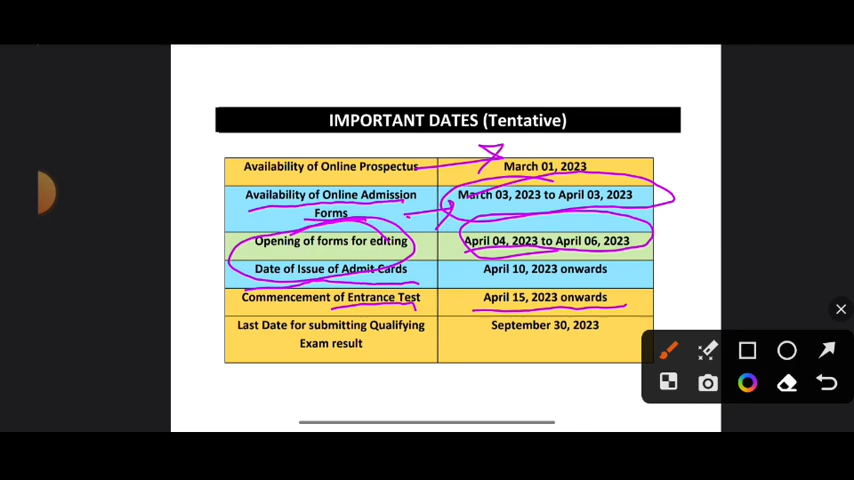 IMPORTANT DATES (Tentative)
Availability of Online Prospectus March 01, 2023
Availability of Online Admission Forms March 03, 2023 to April 03, 2023
Opening of forms for editing April 04, 2023 to April 06, 2023
Date of Issue of Admit Cards April 10, 2023 onwards
Commencement of Entrance Test April 15, 2023 onwards
Last Date for submitting Qualifying Exam result September 30, 2023